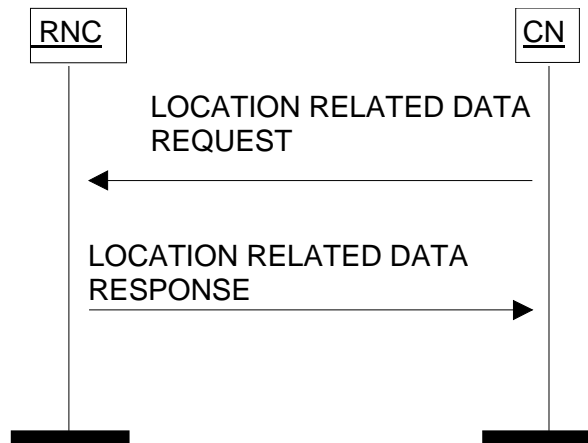 RNC
CN
LOCATION RELATED DATA
REQUEST
LOCATION RELATED DATA
RESPONSE